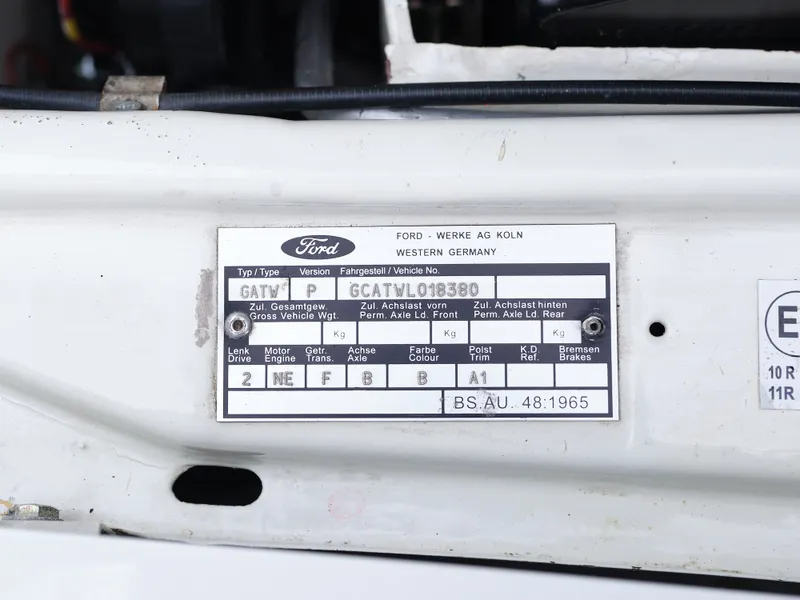 Ford
FORD - WERKE AG KOLN
WESTERN GERMANY
Typ / Type Version Fahrgestell / Vehicle No.
GATW P GCATWL018380
Zul. Gesamtgew. Zul. Achslast vorn Zul. Achslast hinten
Gross Vehicle Wgt. Perm. Axle Ld. Front Perm. Axle Ld. Rear
Kg Kg Kg
Lenk Motor Getr. Achse Farbe Polst K.D. Bremsen
Drive Engine Trans. Axle Colour Trim Ref. Brakes
2 NE F B B A1
BS.AU. 48:1965
E
10 R
11R